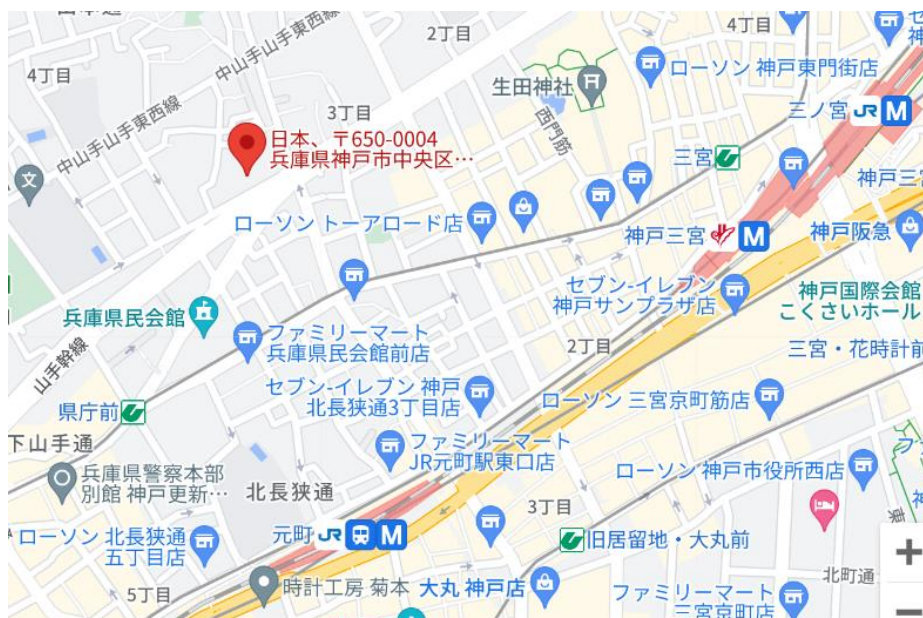 中山手山手東西線
2丁目
4丁目
4丁目
3丁目
中山手山手東西線
日本、〒650-0004
兵庫県神戸市中央区…
生田神社
西門筋
ローソン 神戸東門街店
三ノ宮 JR M
三宮
ローソン トーアロード店
神戸三宮 M
神戸阪急
セブン-イレブン
神戸サンプラザ店
神戸国際会館
こくさいホール
兵庫県民会館
文
山手幹線
ファミリーマート
兵庫県民会館前店
2丁目
三宮・花時計前
セブン-イレブン 神戸
北長狭通3丁目店
ローソン 三宮京町筋店
県庁前
下山手通
ファミリーマート
JR元町駅東口店
ローソン 神戸市役所西店
兵庫県警察本部
別館 神戸更新…
北長狭通
3丁目
元町 JR M
旧居留地・大丸前
ローソン 北長狭通
五丁目店
5丁目
時計工房 菊本
大丸 神戸店
ファミリーマート
三宮京町店
北町通
+
−